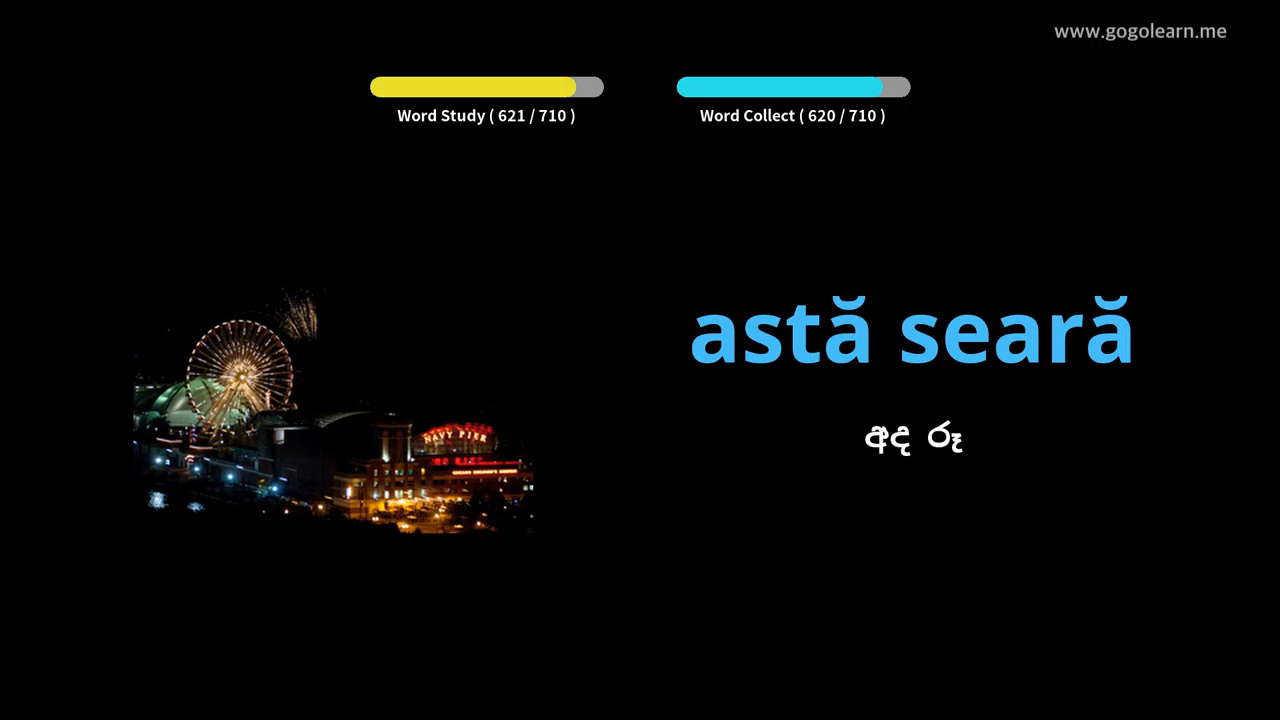 www.gogolearn.me
Word Study ( 621 / 710 )
Word Collect ( 620 / 710 )
astă seară
අද රෑ
NAVY PIER